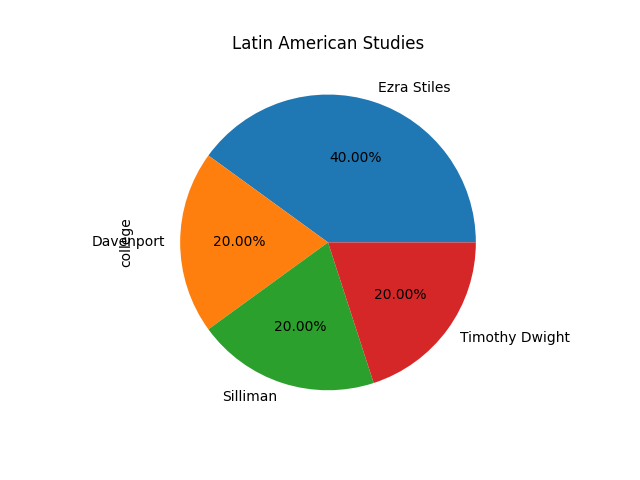 Latin American Studies
Ezra Stiles
40.00%
Davenport
college
20.00%
20.00%
20.00%
Timothy Dwight
Silliman